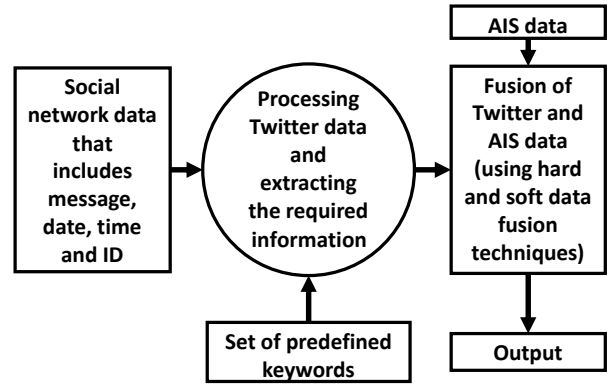 Social
network data
that
includes
message,
date, time
and ID
Processing
Twitter data
and
extracting
the required
information
Set of predefined
keywords
AIS data
Fusion of
Twitter and
AIS data
(using hard
and soft data
fusion
techniques)
Output